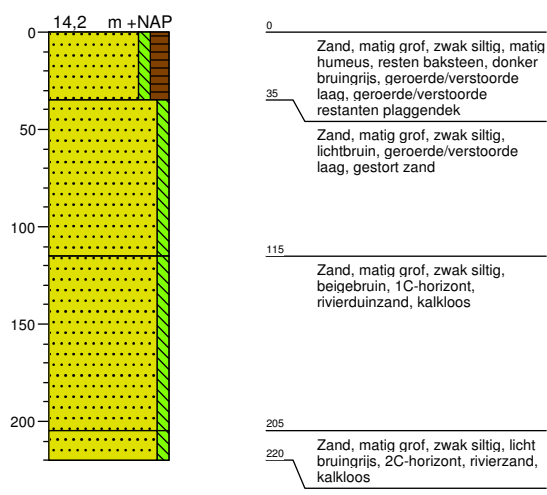 14,2 m +NAP
0
50
100
150
200
0
Zand, matig grof, zwak siltig, matig
humeus, resten baksteen, donker
bruingrijs, geroerde/verstoorde
laag, geroerde/verstoorde
restanten plaggendek
35
Zand, matig grof, zwak siltig,
lichtbruin, geroerde/verstoorde
laag, gestort zand
115
Zand, matig grof, zwak siltig,
beigebruin, 1C-horizont,
rivierduinzand, kalkloos
205
Zand, matig grof, zwak siltig, licht
bruingrijs, 2C-horizont, rivierzand,
kalkloos
220